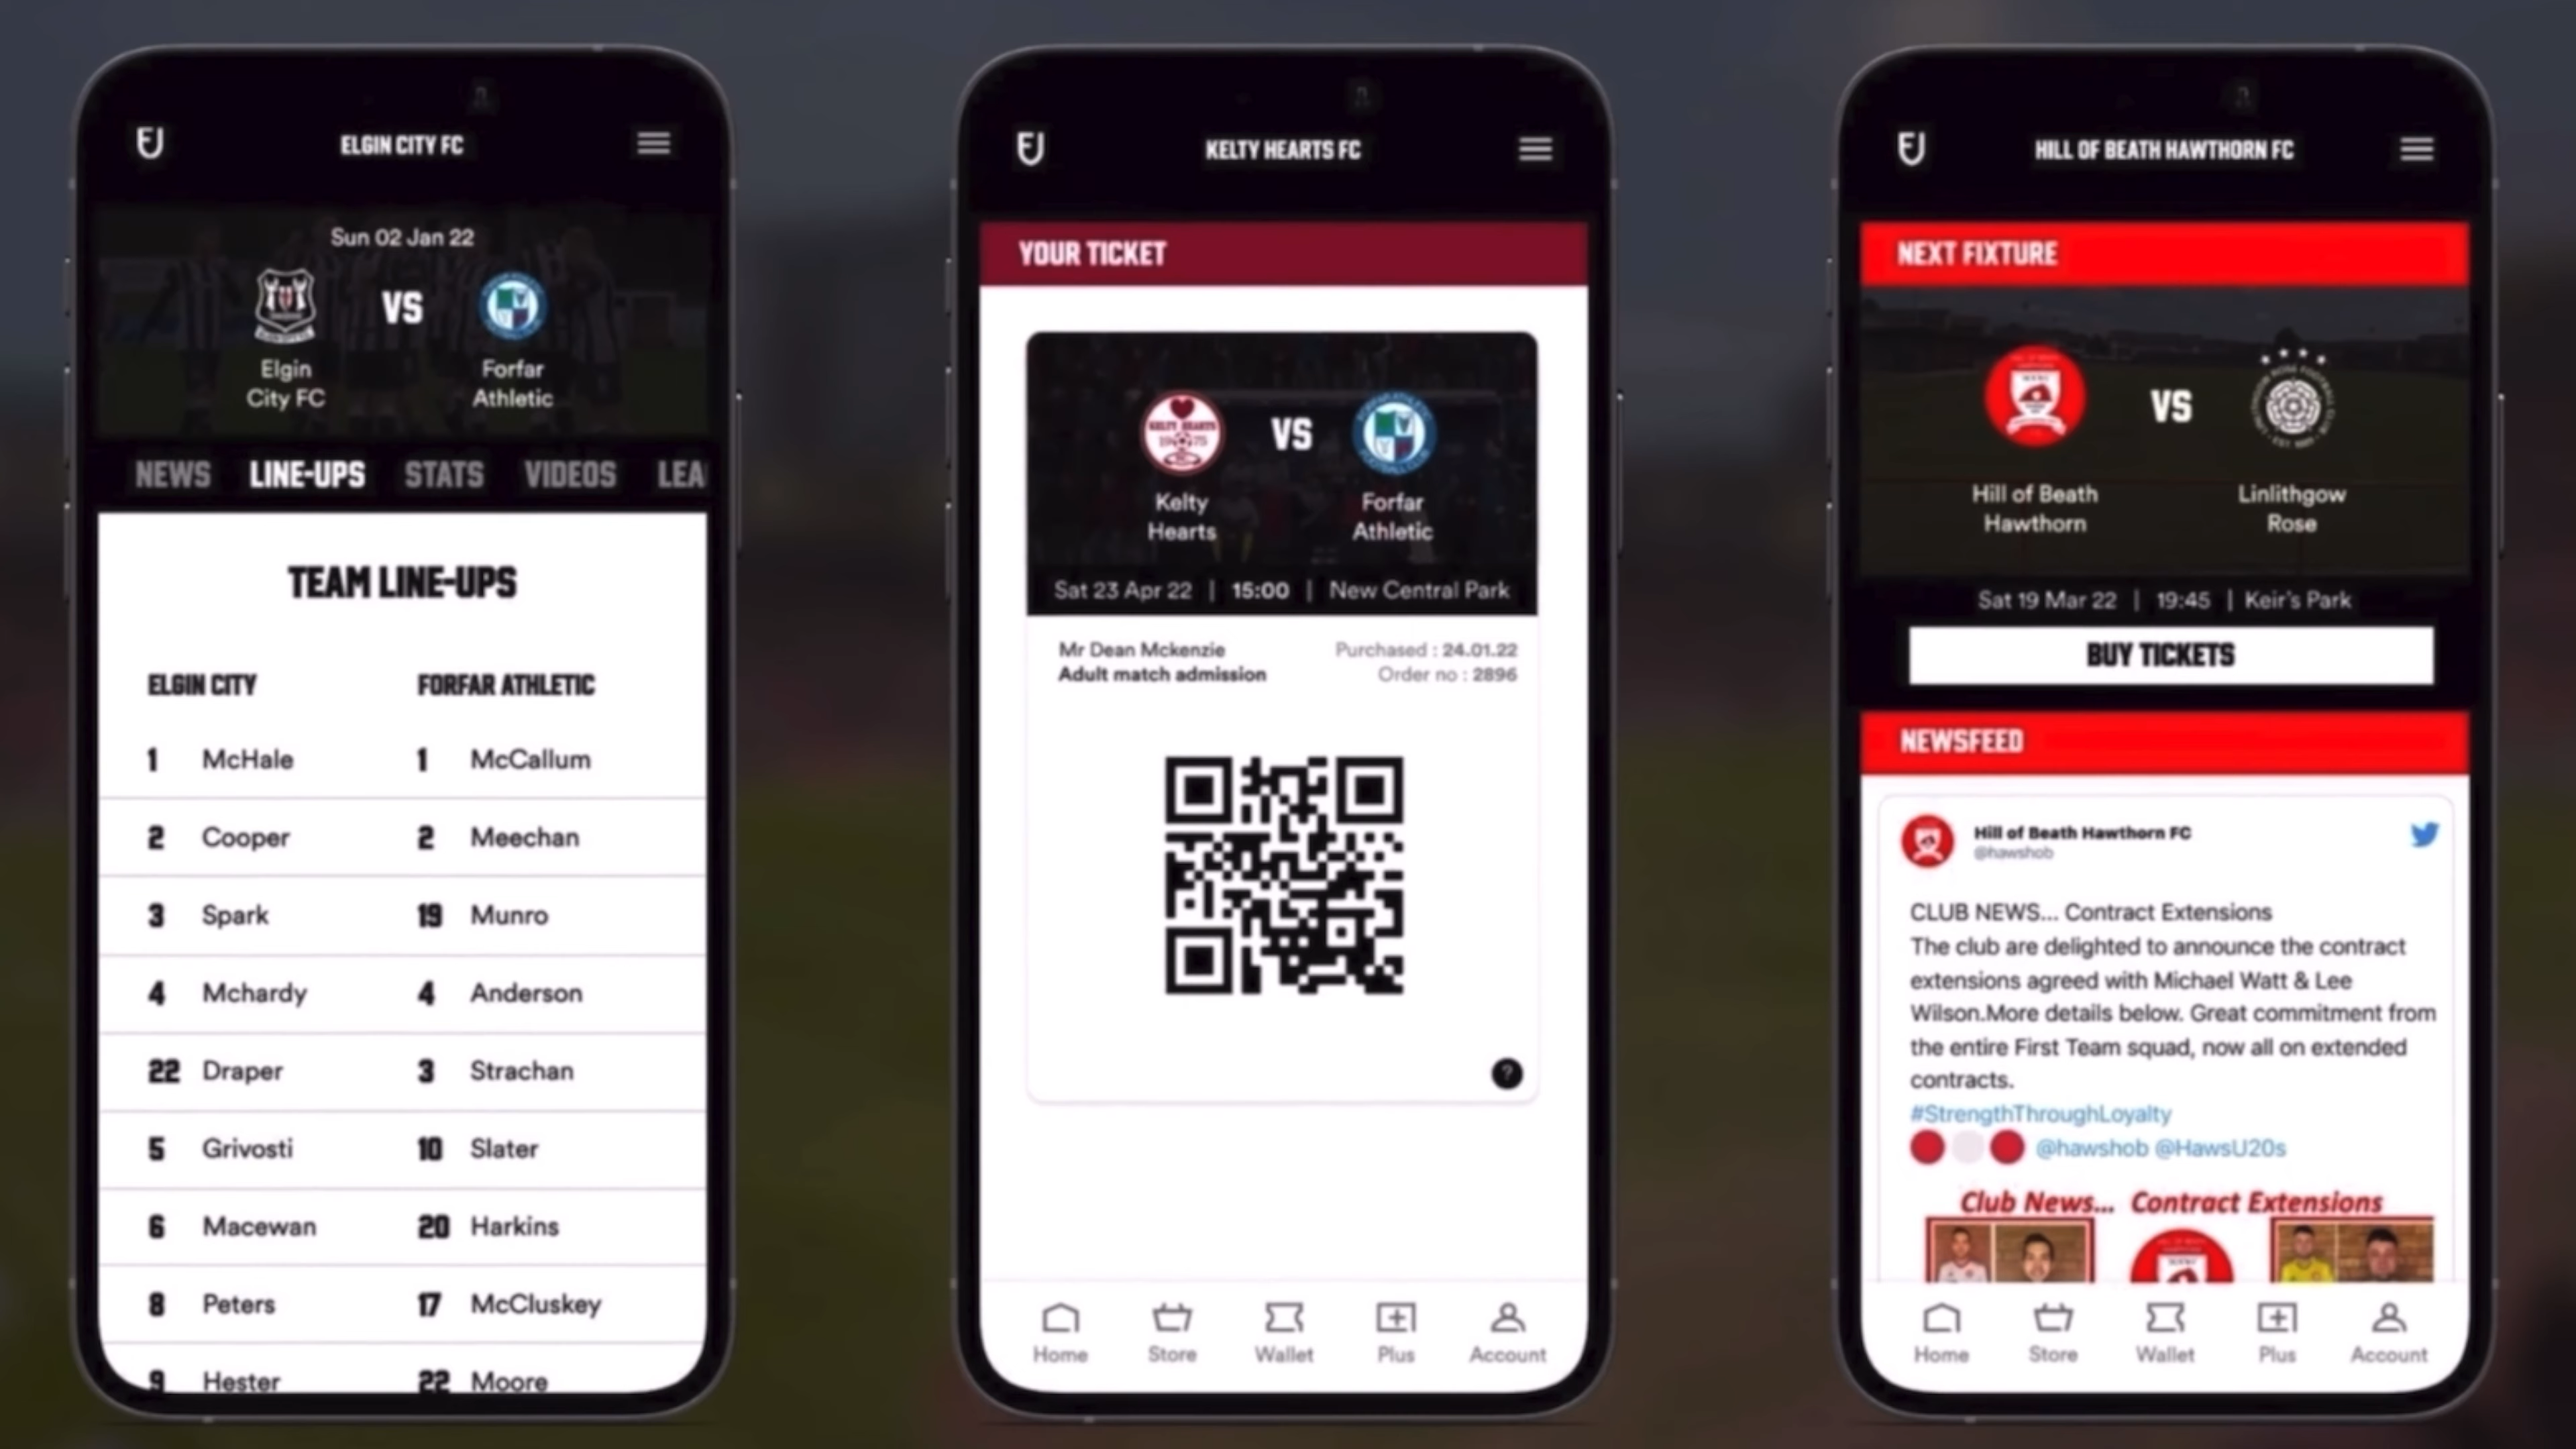 ELGIN CITY FC
Sun 02 Jan 22
VS
Elgin
City FC
Forfar
Athletic
NEWS LINE-UPS STATS VIDEOS LEA
TEAM LINE-UPS
ELGIN CITY FORFAR ATHLETIC
1 McHale 1 McCallum
2 Cooper 2 Meechan
3 Spark 19 Munro
4 Mchardy 4 Anderson
22 Draper 3 Strachan
5 Grivosti 10 Slater
6 Macewan 20 Harkins
8 Peters 17 McCluskey
9 Hester 22 Moore
KELTY HEARTS FC
YOUR TICKET
KELTY HEARTS
1975
VS
Kelty
Hearts
Forfar
Athletic
Sat 23 Apr 22 | 15:00 | New Central Park
Mr Dean Mckenzie Purchased : 24.01.22
Adult match admission Order no : 2896
?
Home Store Wallet Plus Account
HILL OF BEATH HAWTHORN FC
NEXT FIXTURE
VS
Hill of Beath
Hawthorn
Linlithgow
Rose
Sat 19 Mar 22 | 19:45 | Keir's Park
BUY TICKETS
NEWSFEED
Hill of Beath Hawthorn FC
@hawshob
CLUB NEWS... Contract Extensions
The club are delighted to announce the contract
extensions agreed with Michael Watt & Lee
Wilson.More details below. Great commitment from
the entire First Team squad, now all on extended
contracts.
#StrengthThroughLoyalty
@hawshob @HawsU20s
Club News... Contract Extensions
Home Store Wallet Plus Account